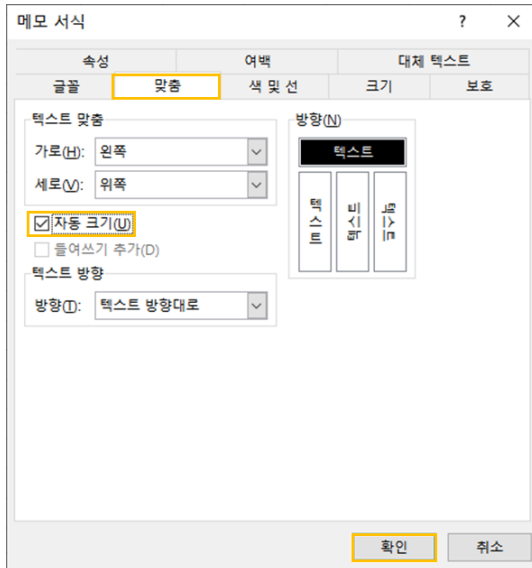 메모 서식
? ×
속성 여백 대체 텍스트
글꼴 맞춤 색 및 선 크기 보호
텍스트 맞춤
가로(H): 왼쪽
세로(V): 위쪽
자동 크기(U)
들여쓰기 추가(D)
텍스트 방향
방향(T): 텍스트 방향대로
방향(N)
텍스트
텍스트 텍스트 텍스트
확인 취소